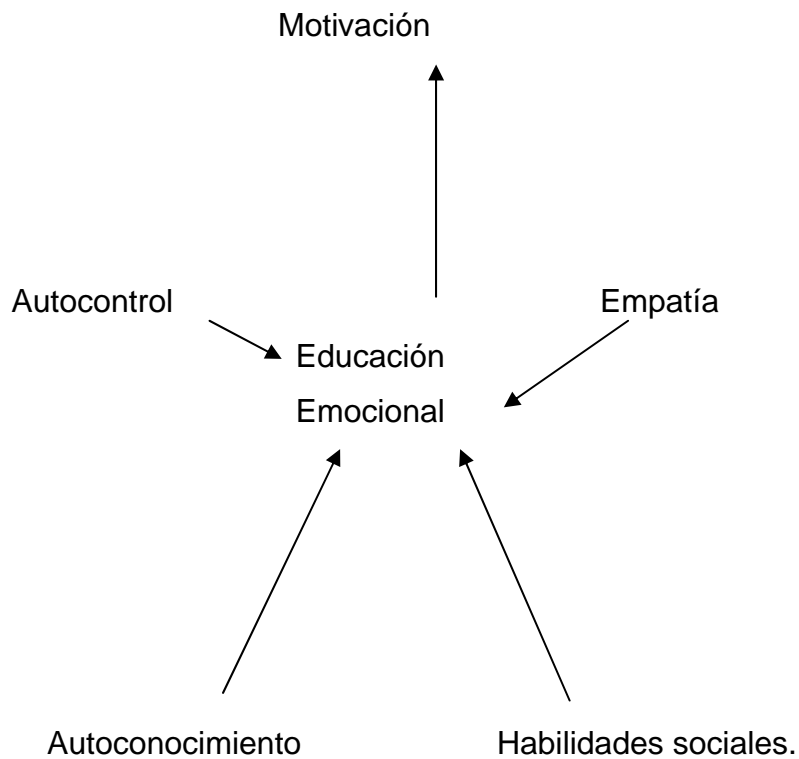 Motivación
Autocontrol
Empatía
Educación
Emocional
Autoconocimiento
Habilidades sociales.